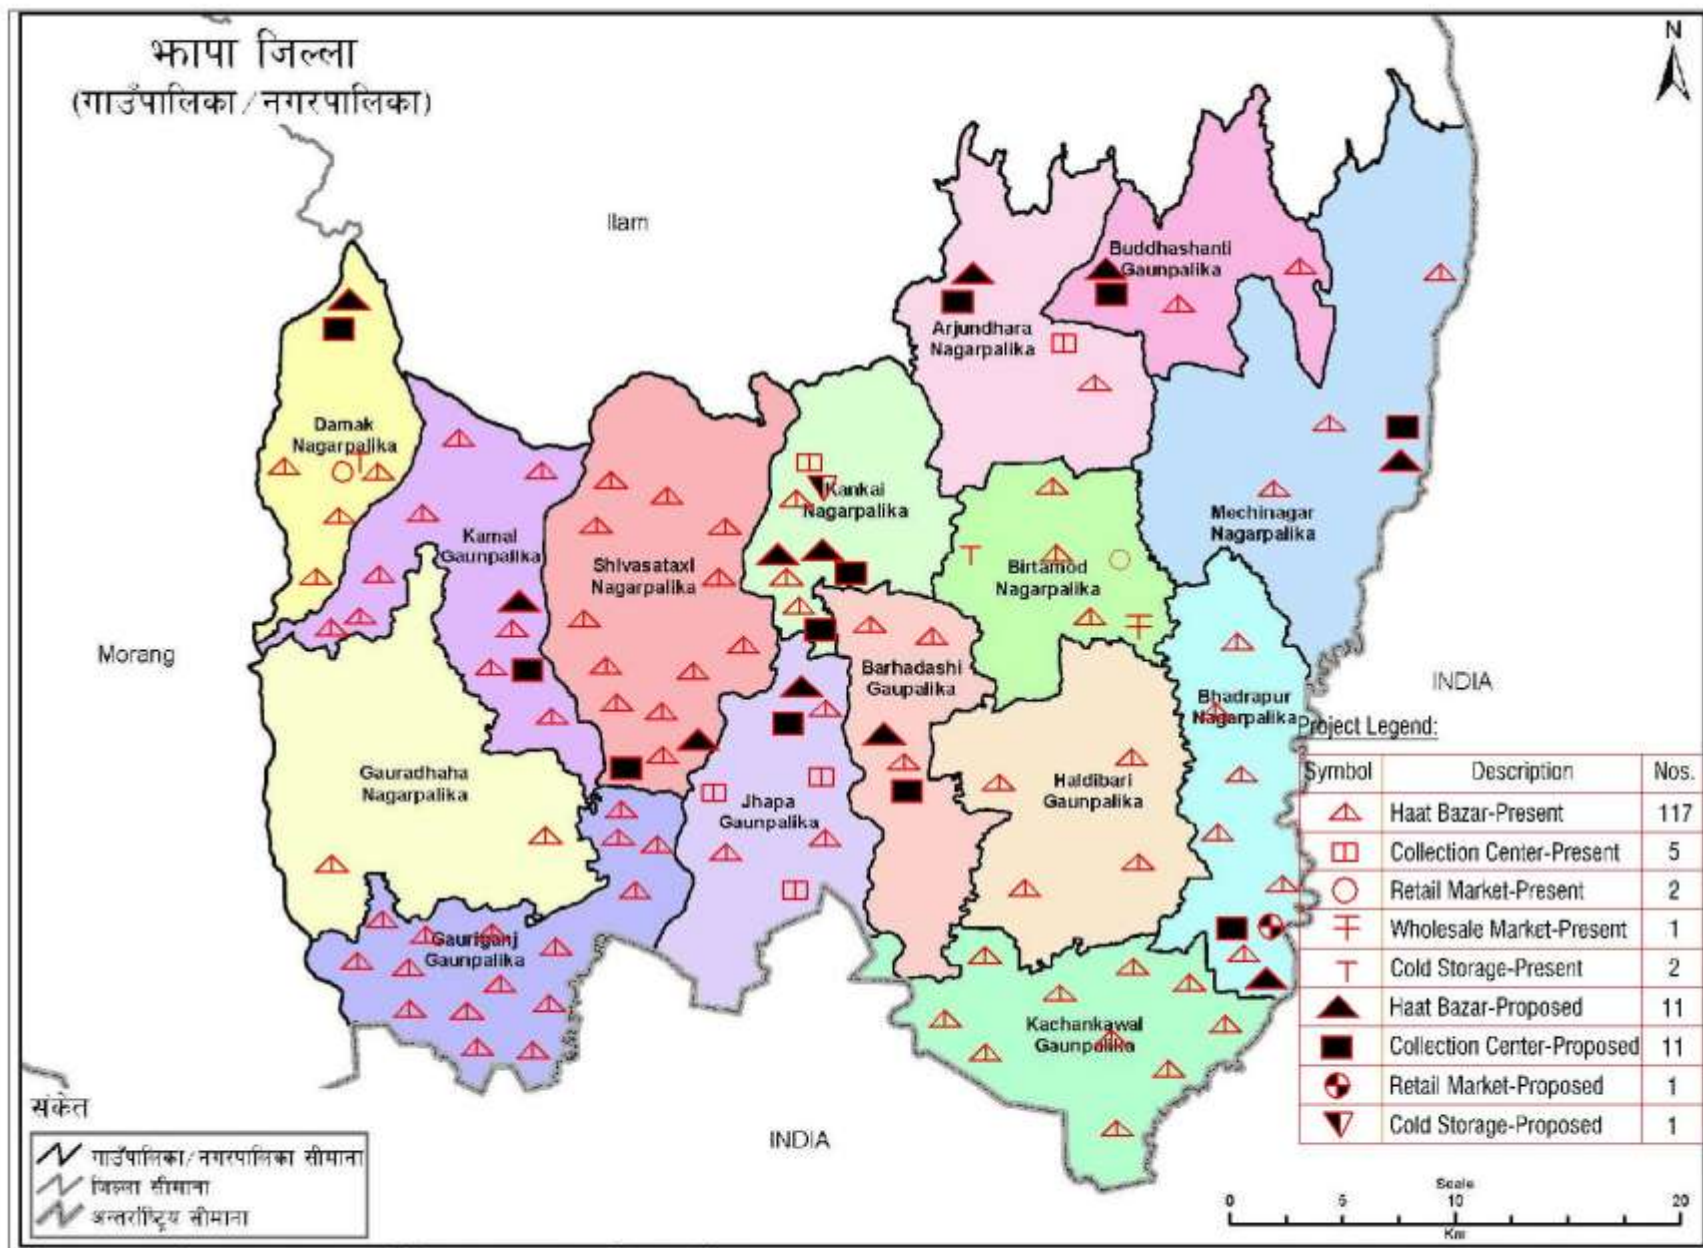 झापा जिल्ला
(गाउँपालिका/नगरपालिका)
N
Ilam
Buddhashanti
Gaunpalika
Arjundhara
Nagarpalika
Damak
Nagarpalika
Kankai
Nagarpalika
Mechinagar
Nagarpalika
Kamal
Gaunpalika
Shivasataxi
Nagarpalika
Birtamod
Nagarpalika
Morang
Barhadashi
Gaupalika
INDIA
Bhadrapur
Nagarpalika
Gauradhaha
Nagarpalika
Jhapa
Gaunpalika
Haldibari
Gaunpalika
Gauriganj
Gaunpalika
Kachankawal
Gaunpalika
INDIA
Project Legend:
Symbol Description Nos.
Haat Bazar-Present 117
Collection Center-Present 5
Retail Market-Present 2
Wholesale Market-Present 1
Cold Storage-Present 2
Haat Bazar-Proposed 11
Collection Center-Proposed 11
Retail Market-Proposed 1
Cold Storage-Proposed 1
संकेत
गाउँपालिका/नगरपालिका सीमाना
जिल्ला सीमाना
अन्तर्राष्ट्रिय सीमाना
Scale
0 5 10 20
Km